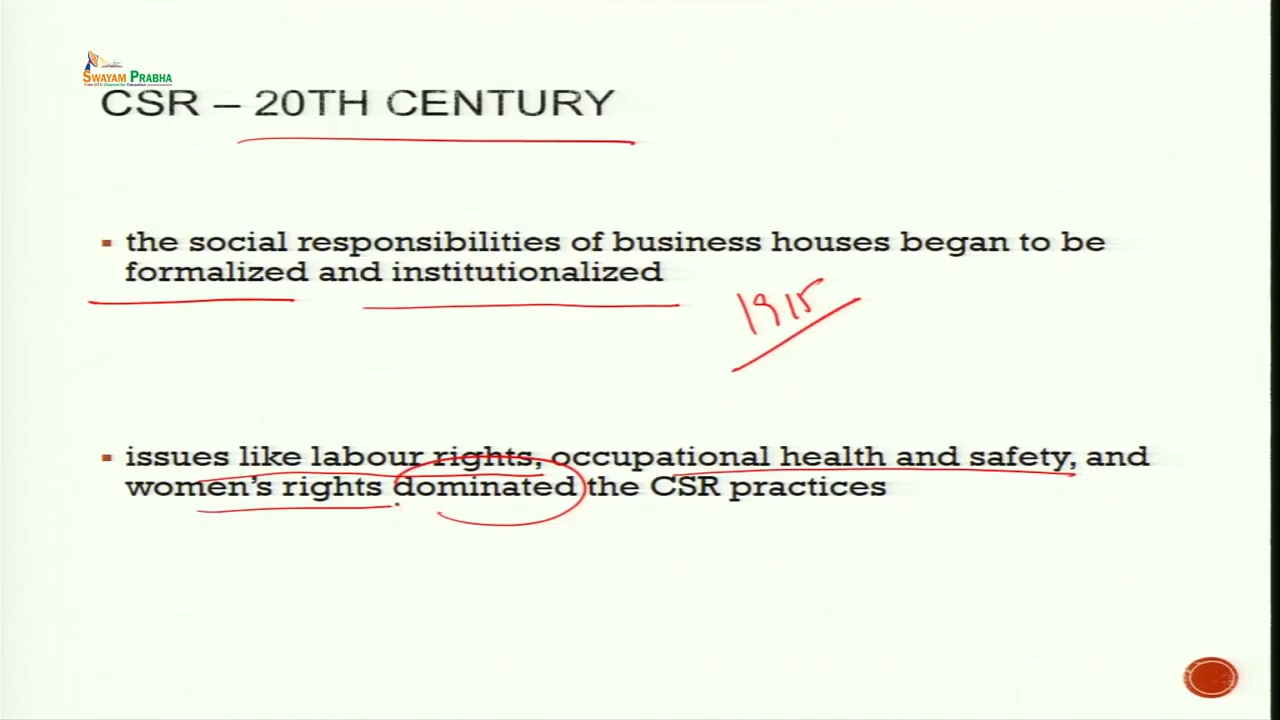 SWAYAM PRABHA
Free DTH Channel for Education
CSR – 20TH CENTURY
▪ the social responsibilities of business houses began to be
formalized and institutionalized
1915
▪ issues like labour rights, occupational health and safety, and
women's rights dominated the CSR practices